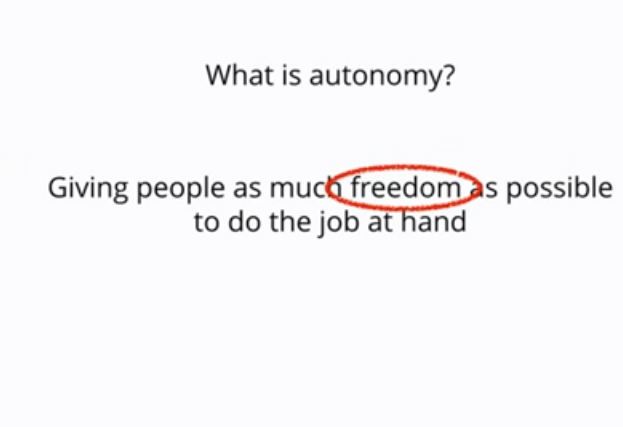 What is autonomy?
Giving people as much freedom as possible
to do the job at hand